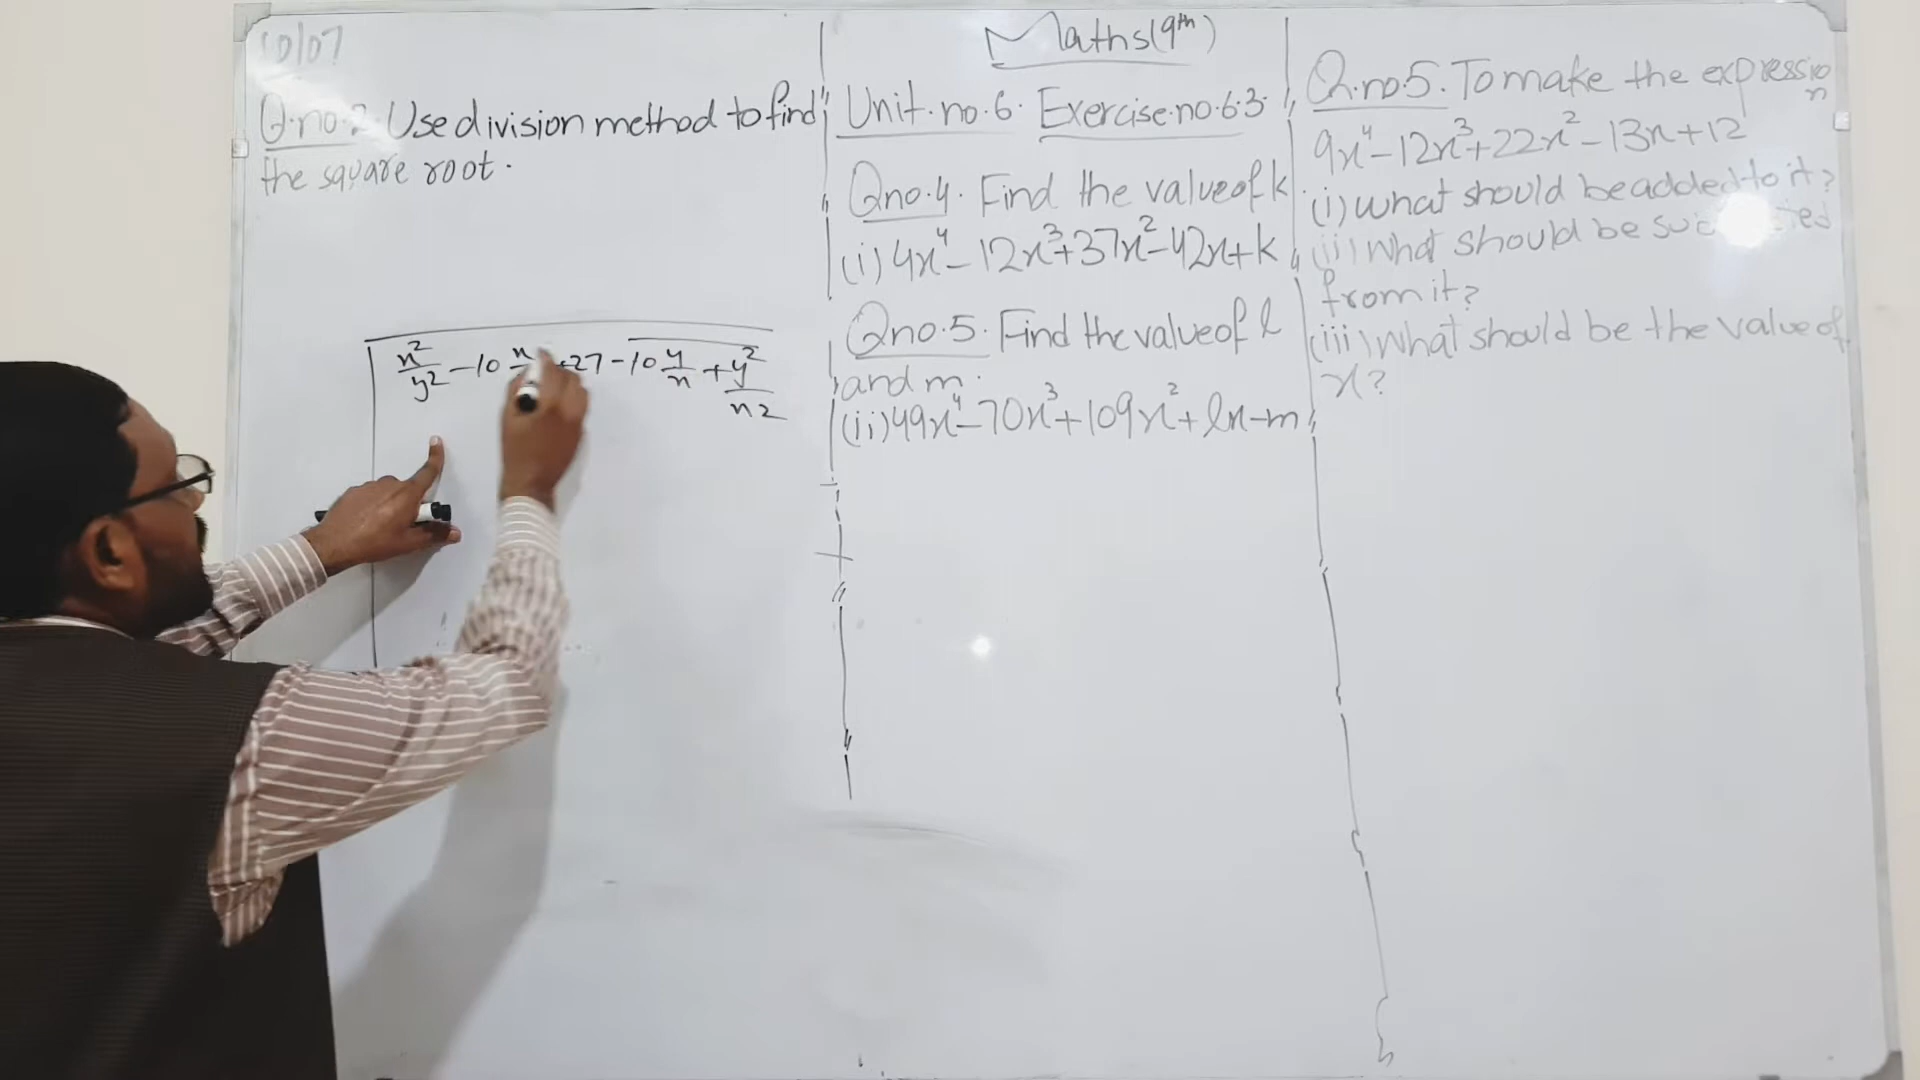 10/07
Q.no.2 Use division method to find
the square root.
x²/y² - 10 x +27 - 10 y/x + y²/x2
Maths(9th)
Unit.no.6. Exercise.no.6.3.
Qno.4. Find the value of k.
(i) 4x⁴ - 12x³ + 37x² - 42x + k
Qno.5. Find the value of l
and m.
(ii) 49x⁴ - 70x³ + 109x² + lx - m
Q.no.5. To make the expression
9x⁴ - 12x³ + 22x² - 13x + 12
(i) What should be added to it?
(ii) What should be
from it?
(iii) What should be the value of
x?